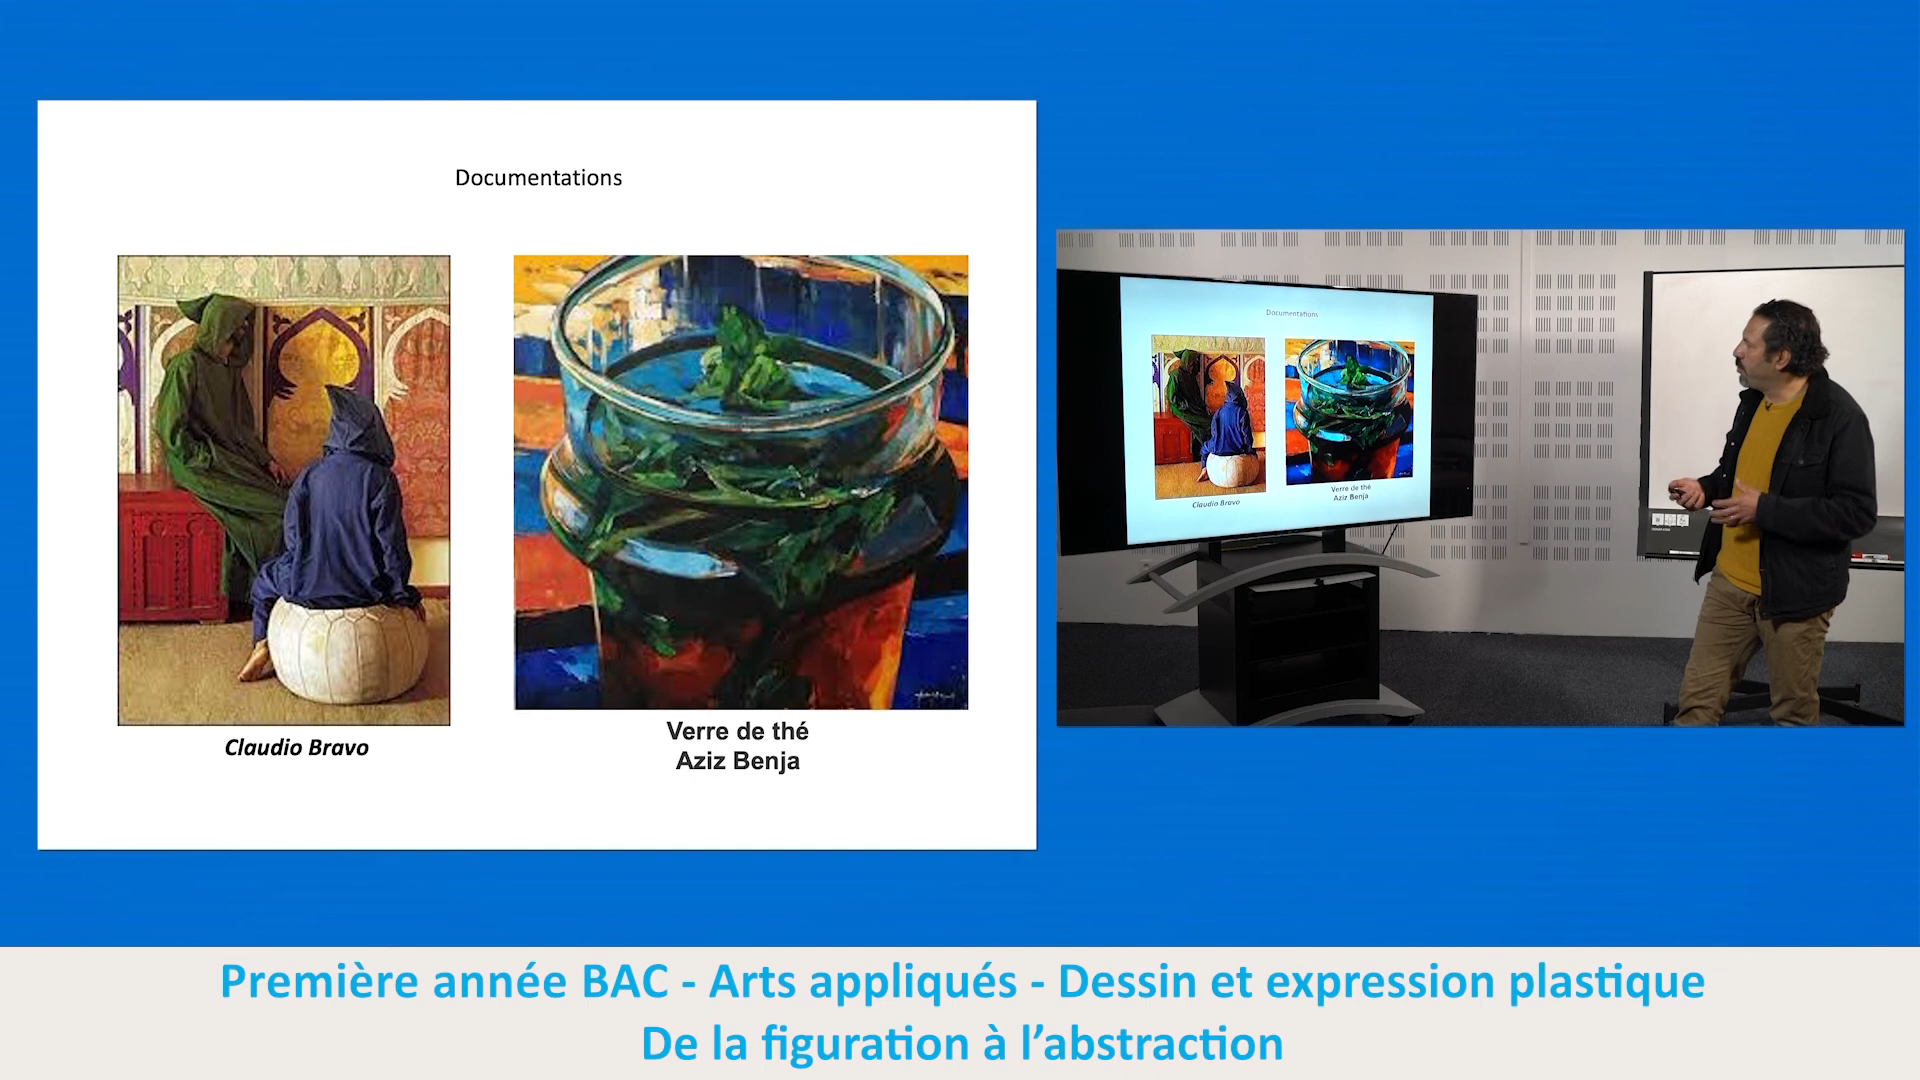 Documentations
Claudio Bravo
Verre de thé
Aziz Benja
Documentations
Claudio Bravo
Verre de thé
Aziz Benja
Première année BAC - Arts appliqués - Dessin et expression plastique
De la figuration à l’abstraction